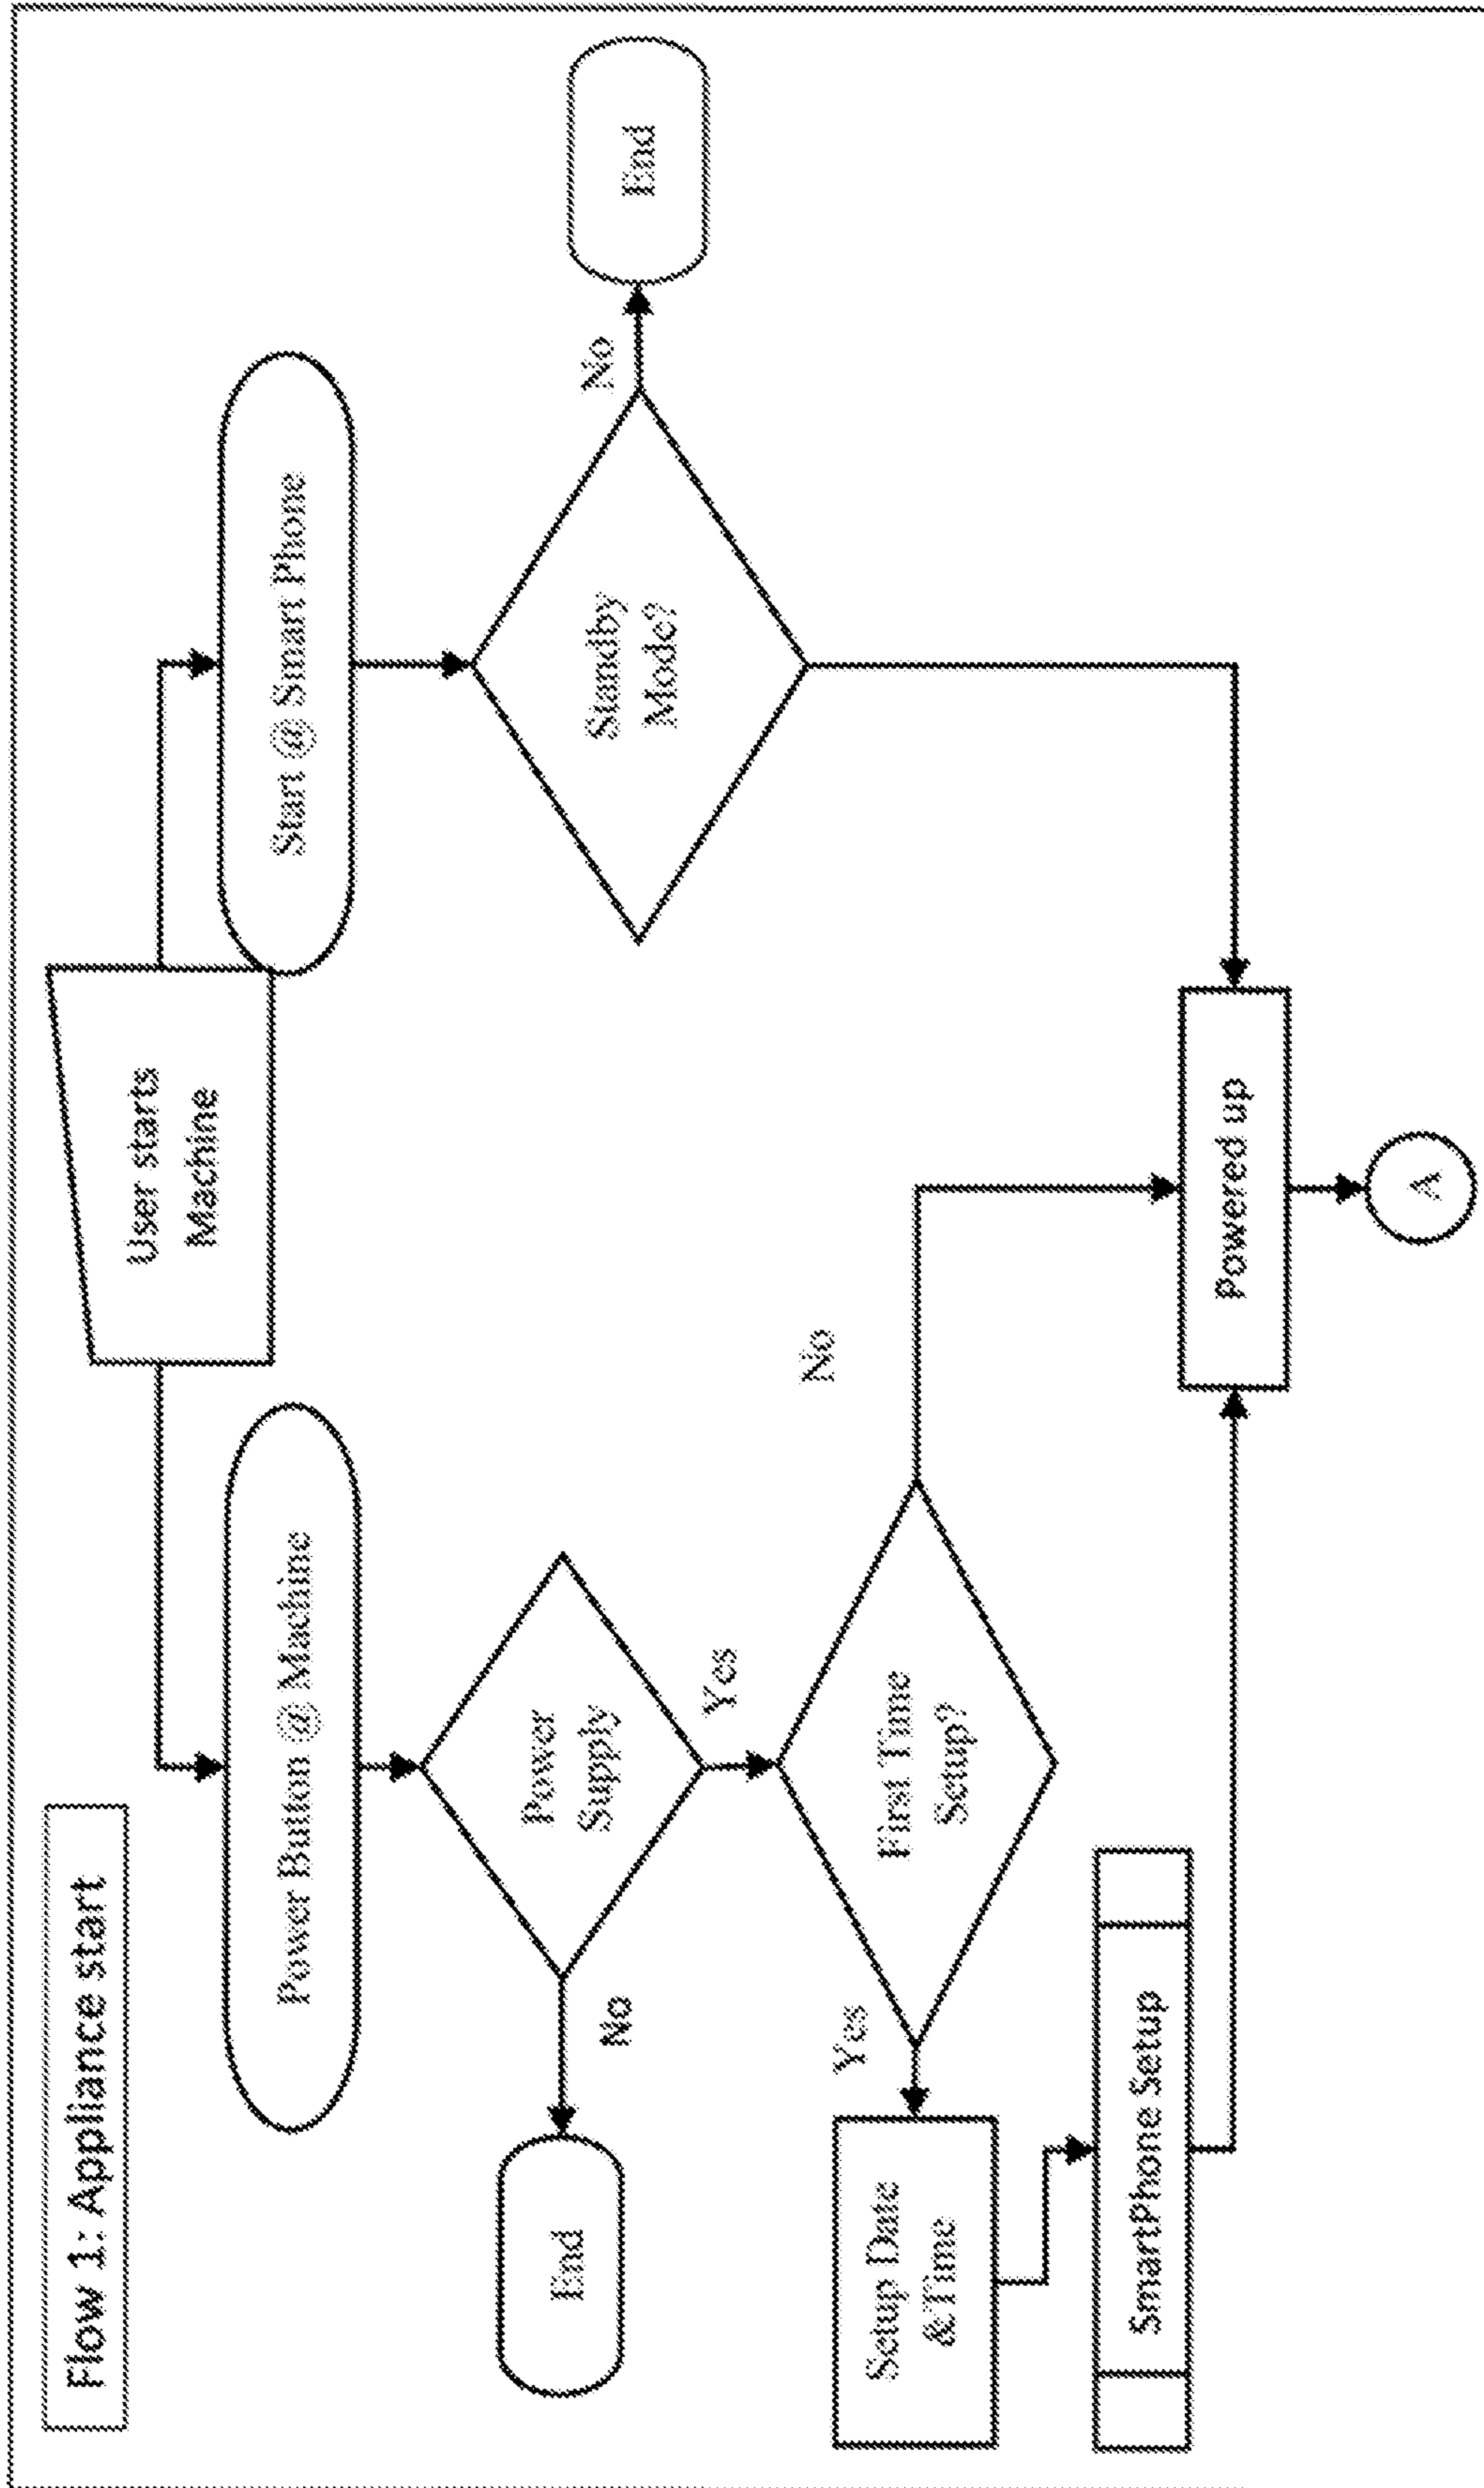 Flow 1: Appliance start
User starts
Machine
Power Button @ Machine
Start @ Smart Phone
Power
Supply
No
End
Yes
Standby
Mode?
No
End
First Time
Setup?
Yes
No
Setup Date
&Time
SmartPhone Setup
Powered up
A